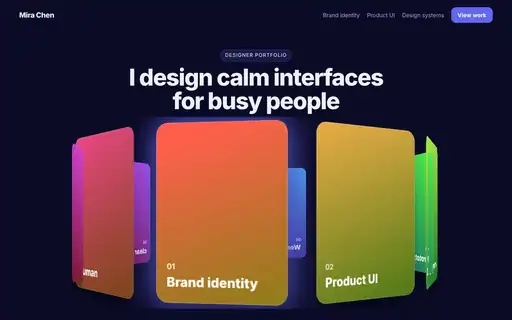 Mira Chen
Brand identity
Product UI
Design systems
View work
DESIGNER PORTFOLIO
I design calm interfaces
for busy people
01
Brand identity
02
Product UI